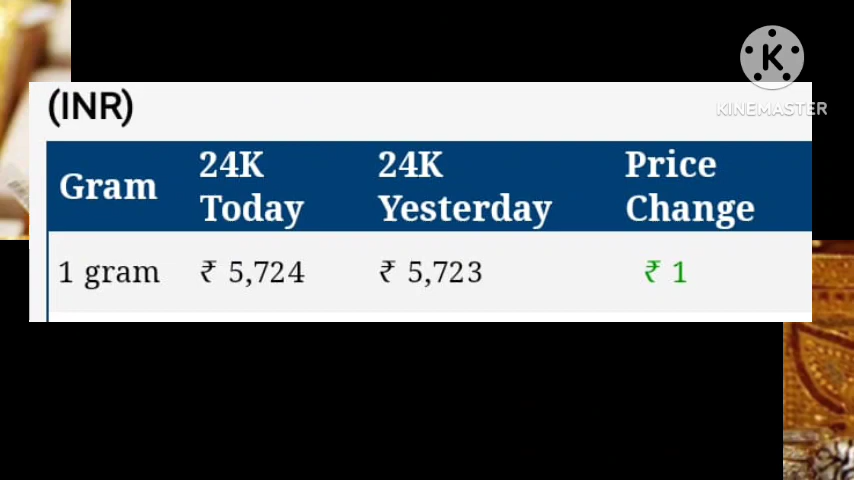 K
KINEMASTER
(INR)
Gram 24K Today 24K Yesterday Price Change
1 gram ₹ 5,724 ₹ 5,723 ₹ 1